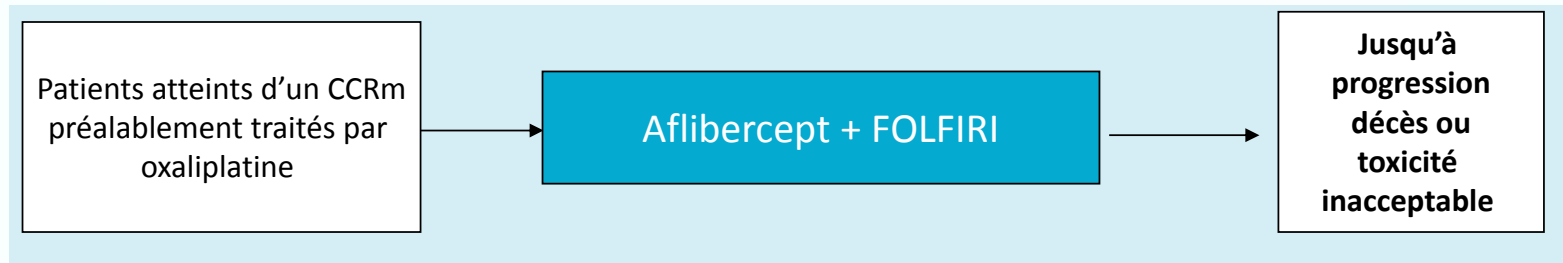 Patients atteints d’un CCRm
préalablement traités par
oxaliplatine
Aflibercept + FOLFIRI
Jusqu’à
progression
décès ou
toxicité
inacceptable